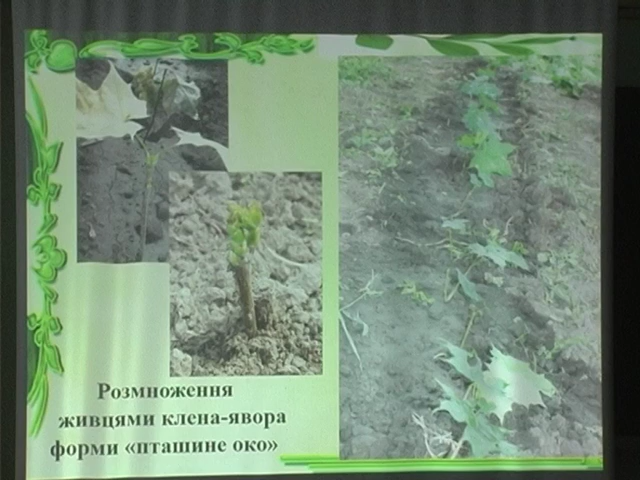 Розмноження
живцями клена-явора
форми «пташине око»